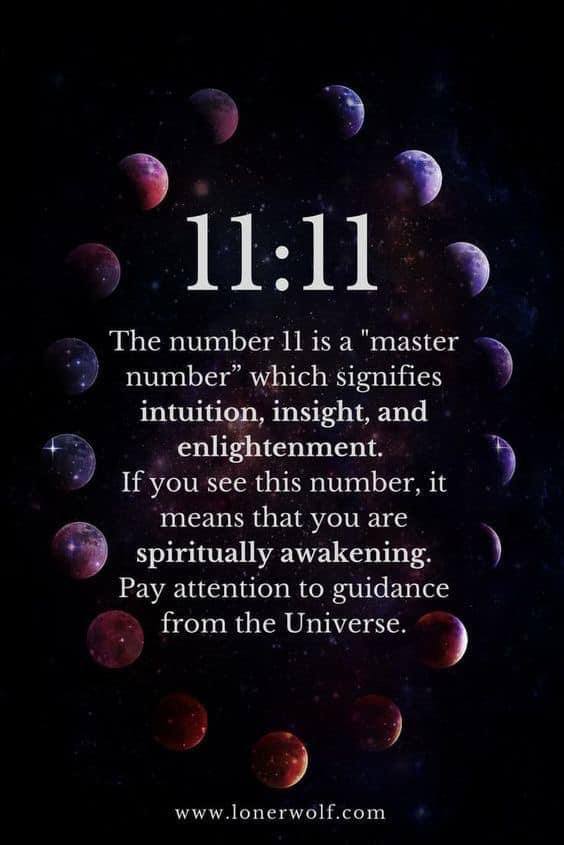 11:11
The number 11 is a "master
number” which signifies
intuition, insight, and
enlightenment.
If you see this number, it
means that you are
spiritually awakening.
Pay attention to guidance
from the Universe.
www.lonerwolf.com